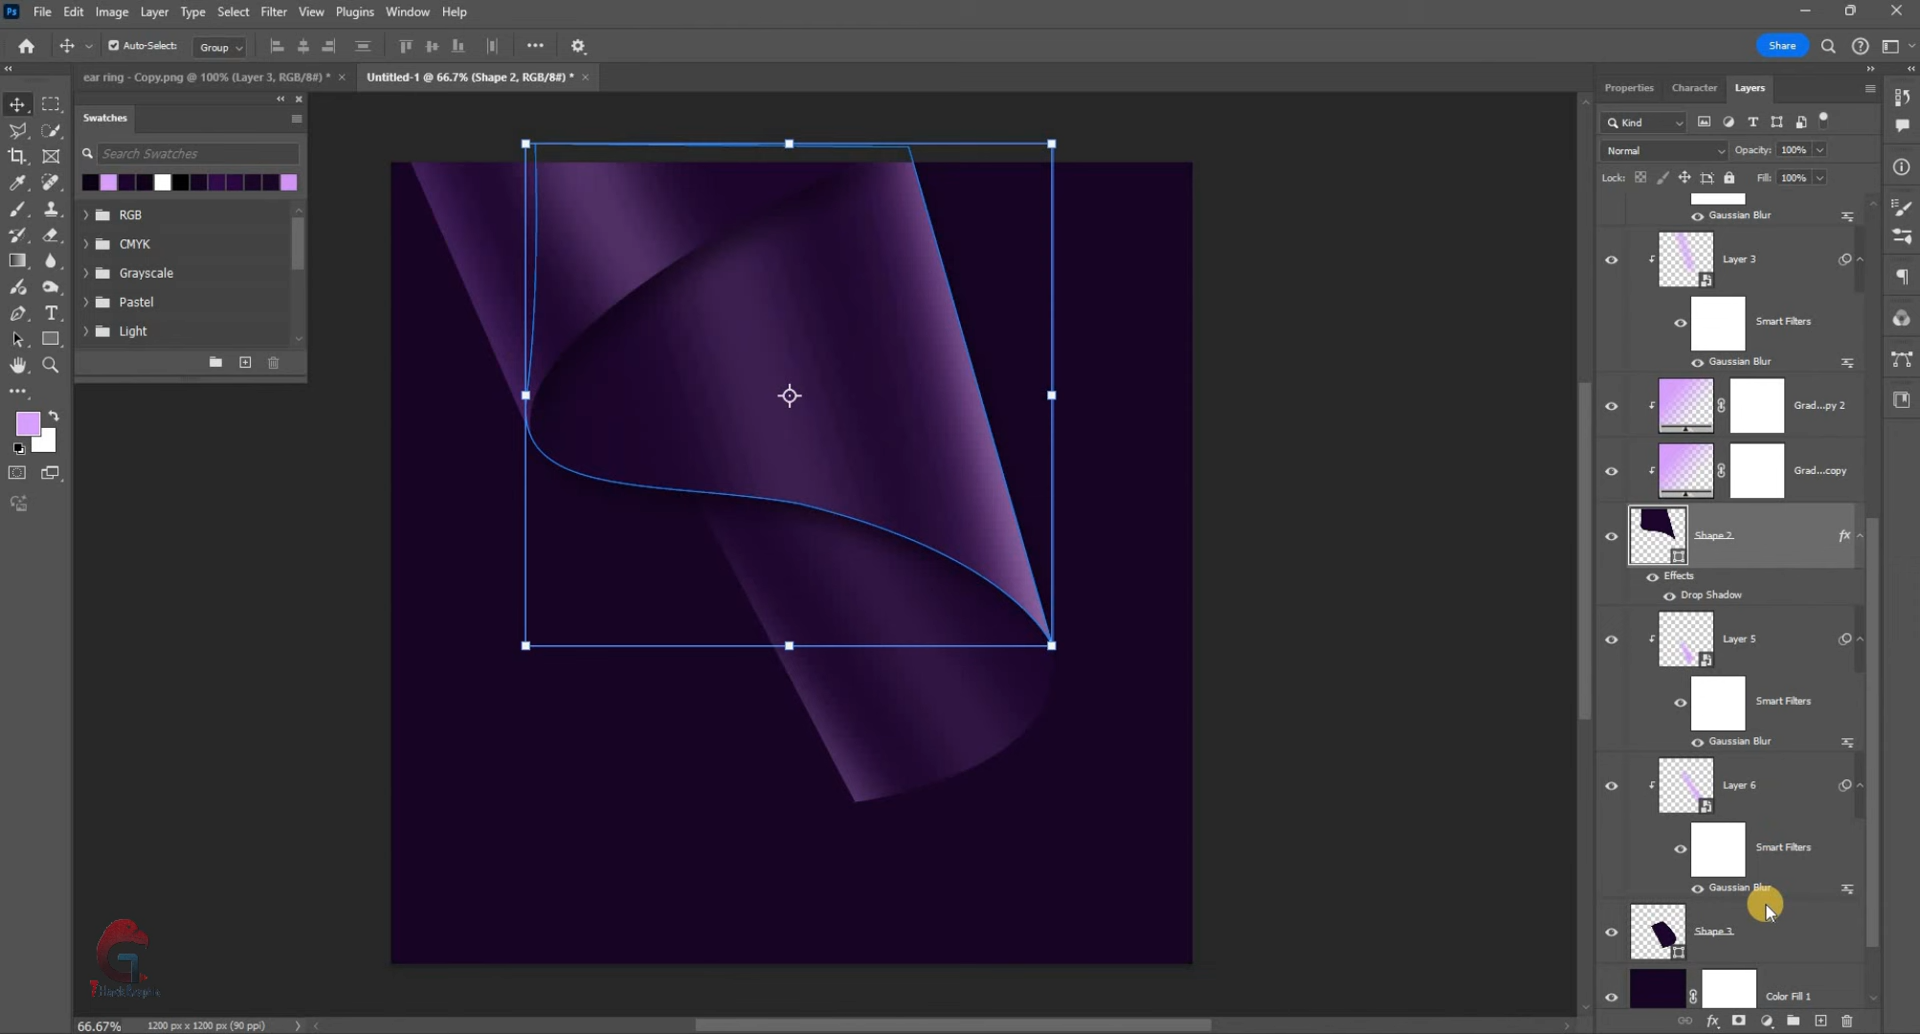 Ps File Edit Image Layer Type Select Filter View Plugins Window Help
Auto-Select: Group Share
ear ring - Copy.png @ 100% (Layer 3, RGB/8#) * × Untitled-1 @ 66.7% (Shape 2, RGB/8#) * ×
Swatches
Search Swatches
RGB
CMYK
Grayscale
Pastel
Light
Properties Character Layers
Kind
Normal Opacity: 100%
Lock: Fill: 100%
Gaussian Blur
Layer 3
Smart Filters
Gaussian Blur
Grad...py 2
Grad...copy
Shape 2 fx
Effects
Drop Shadow
Layer 5
Smart Filters
Gaussian Blur
Layer 6
Smart Filters
Gaussian Blur
Shape 3
Color Fill 1
66.67% 1200 px x 1200 px (90 ppi)